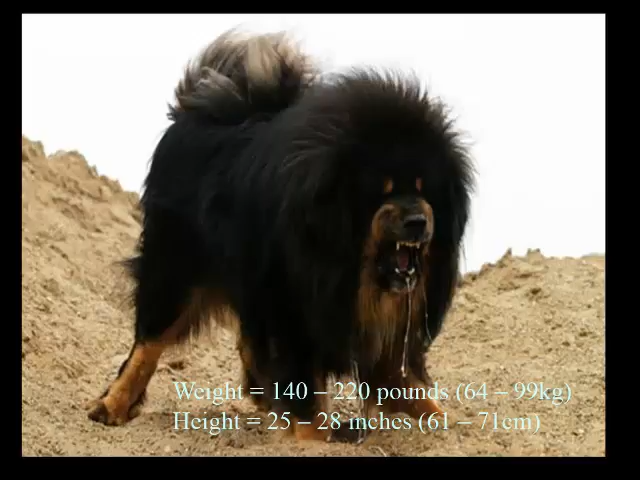 Weight = 140 – 220 pounds (64 – 99kg)
Height = 25 – 28 inches (61 – 71cm)